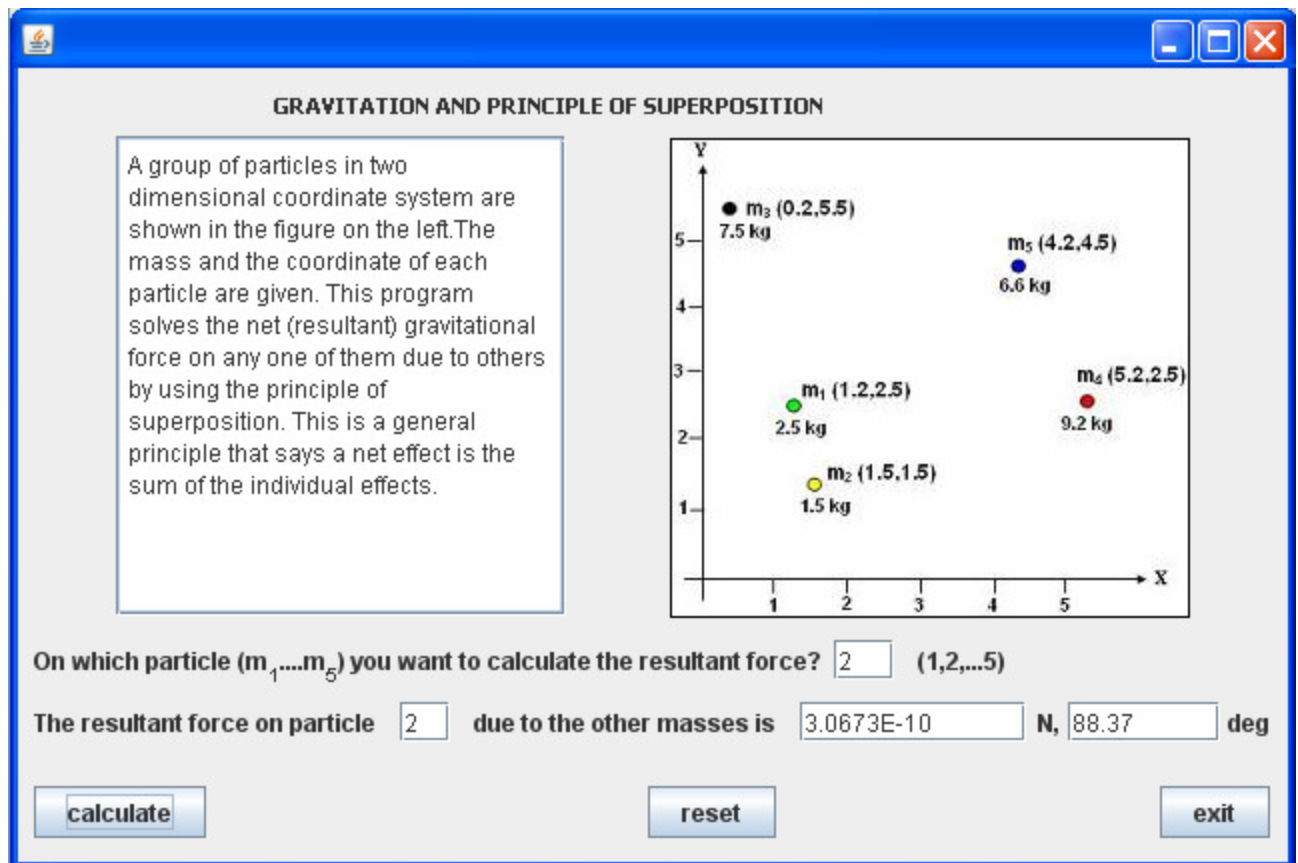 GRAVITATION AND PRINCIPLE OF SUPERPOSITION
A group of particles in two
dimensional coordinate system are
shown in the figure on the left.The
mass and the coordinate of each
particle are given. This program
solves the net (resultant) gravitational
force on any one of them due to others
by using the principle of
superposition. This is a general
principle that says a net effect is the
sum of the individual effects.
Y
m₃ (0.2,5.5)
7.5 kg
5
m₅ (4.2,4.5)
6.6 kg
4
3
m₄ (5.2,2.5)
9.2 kg
m₁ (1.2,2.5)
2.5 kg
2
m₂ (1.5,1.5)
1.5 kg
1
X
1 2 3 4 5
On which particle (m₁....m₅) you want to calculate the resultant force? 2 (1,2,...5)
The resultant force on particle 2 due to the other masses is 3.0673E-10 N, 88.37 deg
calculate reset exit